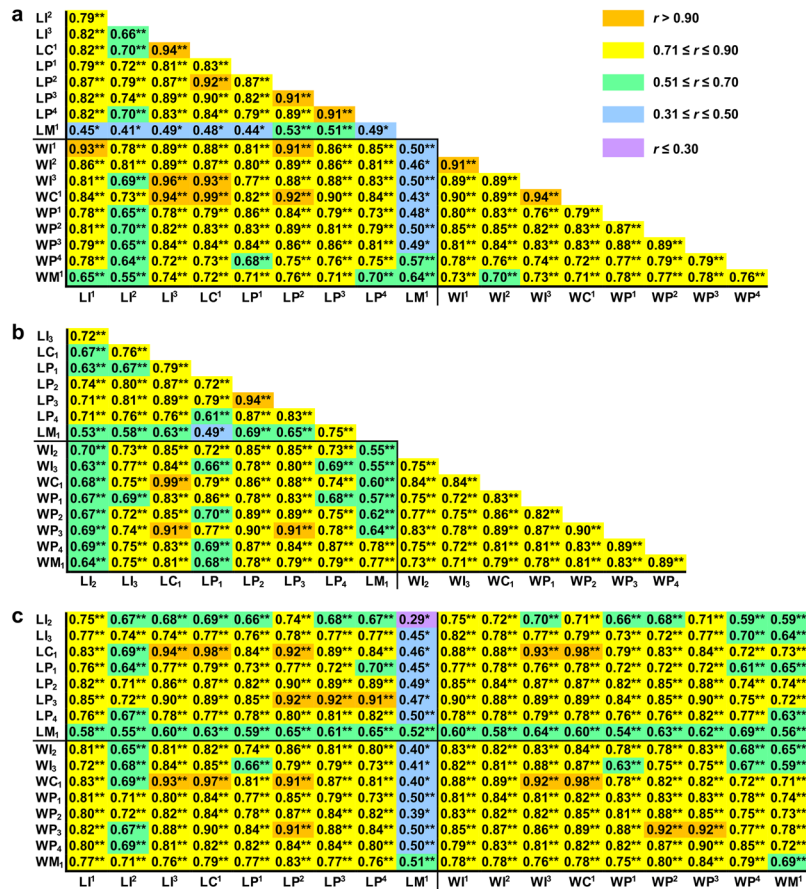 a
LI² 0.79**
r > 0.90
LI³ 0.82** 0.66**
LC¹ 0.82** 0.70** 0.94**
0.71 ≤ r ≤ 0.90
LP¹ 0.79** 0.72** 0.81** 0.83**
LP² 0.87** 0.79** 0.87** 0.92** 0.87**
0.51 ≤ r ≤ 0.70
LP³ 0.82** 0.74** 0.89** 0.90** 0.82** 0.91**
LP⁴ 0.82** 0.70** 0.83** 0.84** 0.79** 0.89** 0.91**
0.31 ≤ r ≤ 0.50
LM¹ 0.45* 0.41* 0.49* 0.48* 0.44* 0.53** 0.51** 0.49*
WI¹ 0.93** 0.78** 0.89** 0.88** 0.81** 0.91** 0.86** 0.85** 0.50**
r ≤ 0.30
WI² 0.86** 0.81** 0.89** 0.87** 0.80** 0.88** 0.88** 0.81** 0.46* 0.91**
WI³ 0.81** 0.69** 0.96** 0.93** 0.77** 0.88** 0.88** 0.83** 0.50** 0.89** 0.89**
WC¹ 0.84** 0.73** 0.94** 0.99** 0.82** 0.92** 0.90** 0.84** 0.43* 0.90** 0.89** 0.94**
WP¹ 0.78** 0.65** 0.78** 0.79** 0.86** 0.84** 0.79** 0.73** 0.48* 0.80** 0.83** 0.76** 0.79**
WP² 0.81** 0.70** 0.82** 0.83** 0.83** 0.89** 0.81** 0.79** 0.50** 0.85** 0.85** 0.82** 0.83** 0.87**
WP³ 0.79** 0.65** 0.84** 0.84** 0.84** 0.86** 0.86** 0.81** 0.49* 0.81** 0.84** 0.83** 0.83** 0.88** 0.89**
WP⁴ 0.78** 0.64** 0.72** 0.73** 0.68** 0.75** 0.76** 0.75** 0.57** 0.78** 0.76** 0.74** 0.72** 0.77** 0.79** 0.79**
WM¹ 0.65** 0.55** 0.74** 0.72** 0.71** 0.76** 0.71** 0.70** 0.64** 0.73** 0.70** 0.73** 0.71** 0.78** 0.77** 0.78** 0.76**
LI¹ LI² LI³ LC¹ LP¹ LP² LP³ LP⁴ LM¹ WI¹ WI² WI³ WC¹ WP¹ WP² WP³ WP⁴
b
LI₃ 0.72**
LC₁ 0.67** 0.76**
LP₁ 0.63** 0.67** 0.79**
LP₂ 0.74** 0.80** 0.87** 0.72**
LP₃ 0.71** 0.81** 0.89** 0.79** 0.94**
LP₄ 0.71** 0.76** 0.76** 0.61** 0.87** 0.83**
LM₁ 0.53** 0.58** 0.63** 0.49* 0.69** 0.65** 0.75**
WI₂ 0.70** 0.73** 0.85** 0.72** 0.85** 0.85** 0.73** 0.55**
WI₃ 0.63** 0.77** 0.84** 0.66** 0.78** 0.80** 0.69** 0.55** 0.75**
WC₁ 0.68** 0.75** 0.99** 0.79** 0.86** 0.88** 0.74** 0.60** 0.84** 0.84**
WP₁ 0.67** 0.69** 0.83** 0.86** 0.78** 0.83** 0.68** 0.57** 0.75** 0.72** 0.83**
WP₂ 0.67** 0.72** 0.85** 0.70** 0.89** 0.89** 0.75** 0.62** 0.77** 0.75** 0.86** 0.82**
WP₃ 0.69** 0.74** 0.91** 0.77** 0.90** 0.91** 0.78** 0.64** 0.83** 0.78** 0.89** 0.87** 0.90**
WP₄ 0.69** 0.75** 0.83** 0.69** 0.87** 0.84** 0.87** 0.78** 0.75** 0.72** 0.81** 0.81** 0.83** 0.89**
WM₁ 0.64** 0.75** 0.81** 0.68** 0.78** 0.79** 0.79** 0.77** 0.73** 0.71** 0.79** 0.78** 0.81** 0.83** 0.89**
LI₂ LI₃ LC₁ LP₁ LP₂ LP₃ LP₄ LM₁ WI₂ WI₃ WC₁ WP₁ WP₂ WP₃ WP₄
c
LI₂ 0.75** 0.67** 0.68** 0.69** 0.66** 0.74** 0.68** 0.67** 0.29* 0.75** 0.72** 0.70** 0.71** 0.66** 0.68** 0.71** 0.59** 0.59**
LI₃ 0.77** 0.74** 0.74** 0.77** 0.76** 0.78** 0.77** 0.77** 0.45* 0.82** 0.78** 0.77** 0.79** 0.73** 0.72** 0.77** 0.70** 0.64**
LC₁ 0.83** 0.69** 0.94** 0.98** 0.84** 0.92** 0.89** 0.84** 0.46* 0.88** 0.88** 0.93** 0.98** 0.79** 0.83** 0.84** 0.72** 0.73**
LP₁ 0.76** 0.64** 0.77** 0.79** 0.73** 0.77** 0.72** 0.70** 0.45* 0.77** 0.78** 0.76** 0.78** 0.72** 0.72** 0.72** 0.61** 0.65**
LP₂ 0.82** 0.71** 0.86** 0.87** 0.82** 0.90** 0.89** 0.89** 0.49* 0.85** 0.84** 0.87** 0.87** 0.82** 0.85** 0.88** 0.74** 0.74**
LP₃ 0.85** 0.72** 0.90** 0.89** 0.85** 0.92** 0.92** 0.91** 0.47* 0.90** 0.88** 0.89** 0.89** 0.84** 0.85** 0.90** 0.75** 0.72**
LP₄ 0.76** 0.67** 0.78** 0.77** 0.78** 0.80** 0.81** 0.82** 0.50** 0.78** 0.78** 0.79** 0.78** 0.76** 0.76** 0.82** 0.77** 0.63**
LM₁ 0.58** 0.55** 0.60** 0.63** 0.59** 0.65** 0.61** 0.65** 0.52** 0.60** 0.58** 0.64** 0.60** 0.54** 0.63** 0.62** 0.69** 0.56**
WI₂ 0.81** 0.65** 0.81** 0.82** 0.74** 0.86** 0.81** 0.80** 0.40* 0.83** 0.82** 0.83** 0.84** 0.78** 0.78** 0.83** 0.68** 0.65**
WI₃ 0.72** 0.68** 0.84** 0.85** 0.66** 0.79** 0.78** 0.73** 0.41* 0.82** 0.81** 0.88** 0.87** 0.63** 0.75** 0.75** 0.67** 0.59**
WC₁ 0.83** 0.69** 0.93** 0.97** 0.81** 0.91** 0.87** 0.81** 0.40* 0.88** 0.89** 0.92** 0.98** 0.78** 0.82** 0.82** 0.72** 0.71**
WP₁ 0.81** 0.71** 0.80** 0.84** 0.77** 0.85** 0.79** 0.73** 0.50** 0.81** 0.84** 0.81** 0.82** 0.83** 0.83** 0.83** 0.78** 0.74**
WP₂ 0.80** 0.72** 0.82** 0.84** 0.78** 0.87** 0.84** 0.82** 0.39* 0.83** 0.82** 0.82** 0.85** 0.81** 0.88** 0.85** 0.75** 0.73**
WP₃ 0.82** 0.67** 0.88** 0.90** 0.84** 0.91** 0.88** 0.84** 0.50** 0.85** 0.87** 0.86** 0.89** 0.88** 0.92** 0.92** 0.77** 0.78**
WP₄ 0.80** 0.69** 0.81** 0.82** 0.82** 0.84** 0.84** 0.83** 0.50** 0.82** 0.83** 0.81** 0.82** 0.82** 0.87** 0.90** 0.85** 0.72**
WM₁ 0.77** 0.71** 0.76** 0.79** 0.77** 0.83** 0.77** 0.76** 0.51** 0.78** 0.78** 0.76** 0.78** 0.75** 0.80** 0.84** 0.79** 0.69**
LI¹ LI² LI³ LC¹ LP¹ LP² LP³ LP⁴ LM¹ WI¹ WI² WI³ WC¹ WP¹ WP² WP³ WP⁴ WM¹